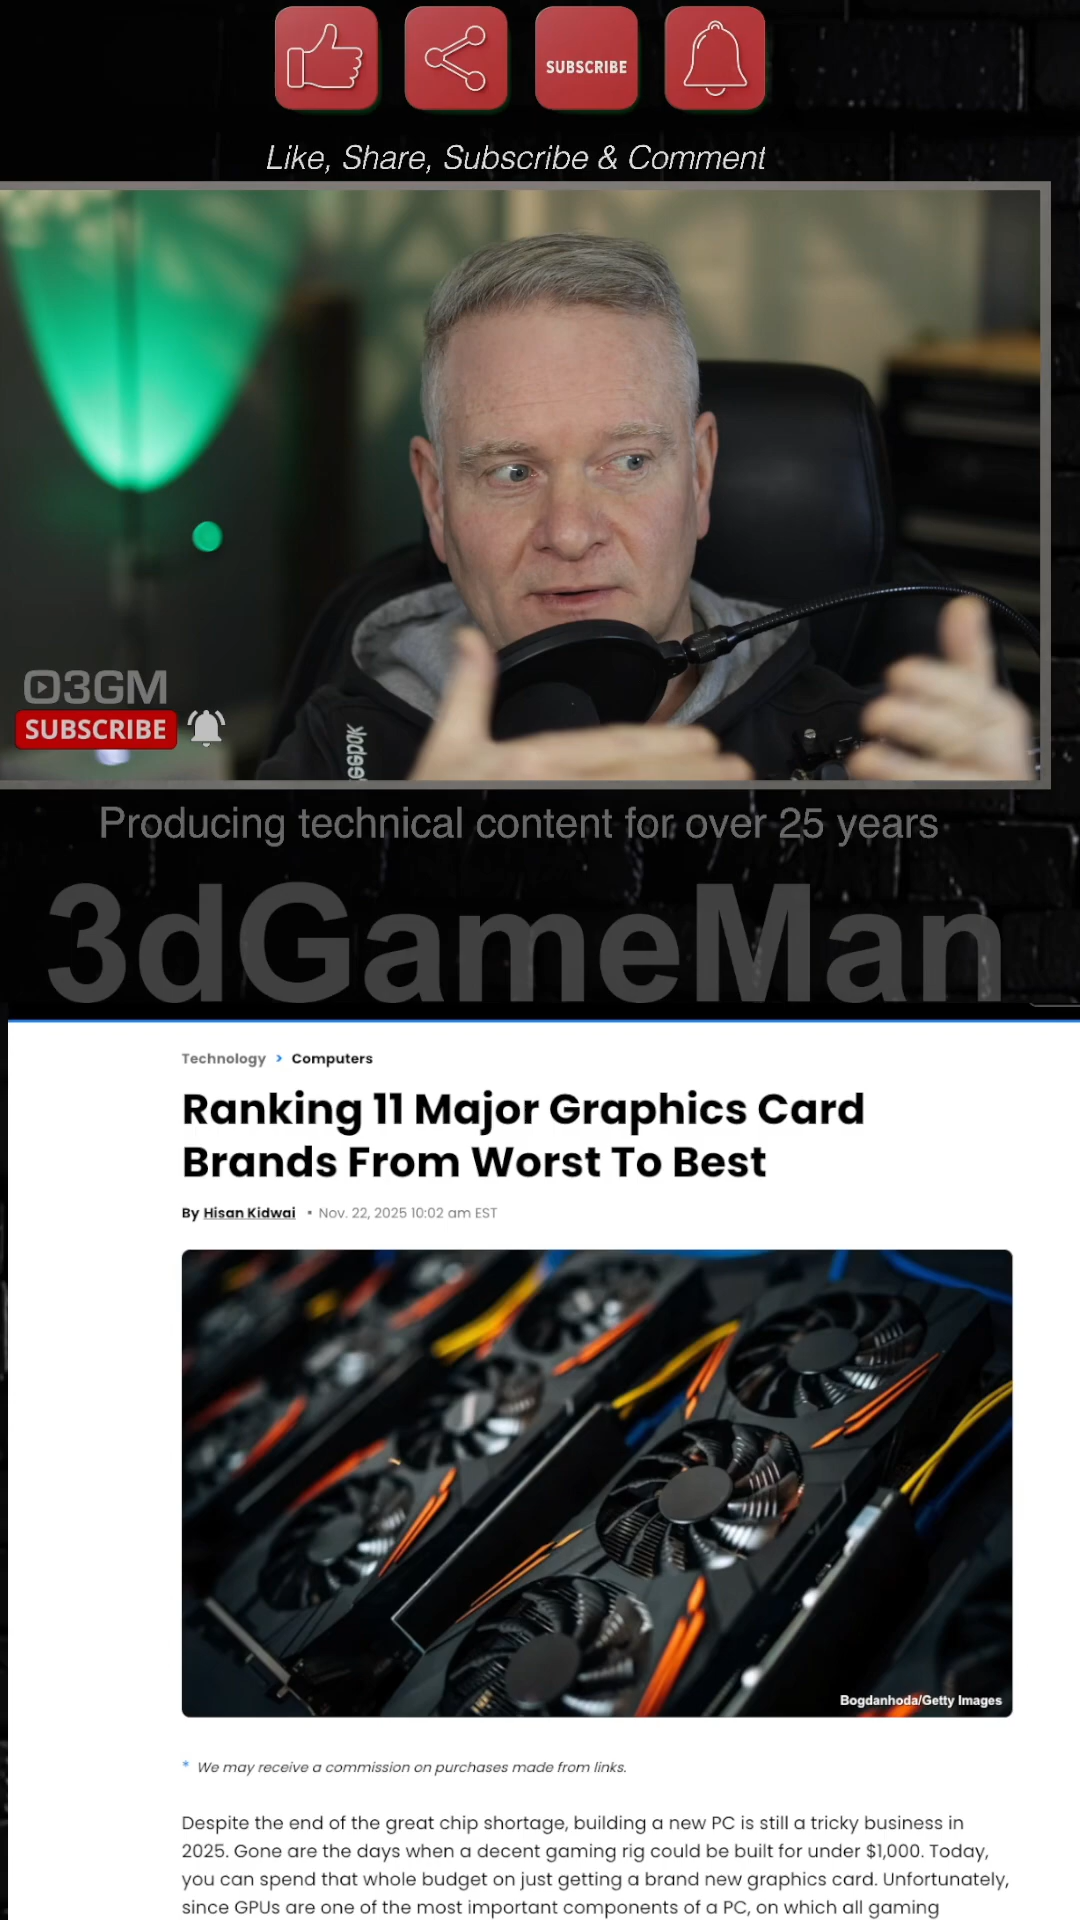 SUBSCRIBE
Like, Share, Subscribe & Comment
3GM
SUBSCRIBE
Reebok
Producing technical content for over 25 years
3dGameMan
Technology > Computers
Ranking 11 Major Graphics Card
Brands From Worst To Best
By Hisan Kidwai • Nov. 22, 2025 10:02 am EST
Bogdanhoda/Getty Images
* We may receive a commission on purchases made from links.
Despite the end of the great chip shortage, building a new PC is still a tricky business in
2025. Gone are the days when a decent gaming rig could be built for under $1,000. Today,
you can spend that whole budget on just getting a brand new graphics card. Unfortunately,
since GPUs are one of the most important components of a PC, on which all gaming